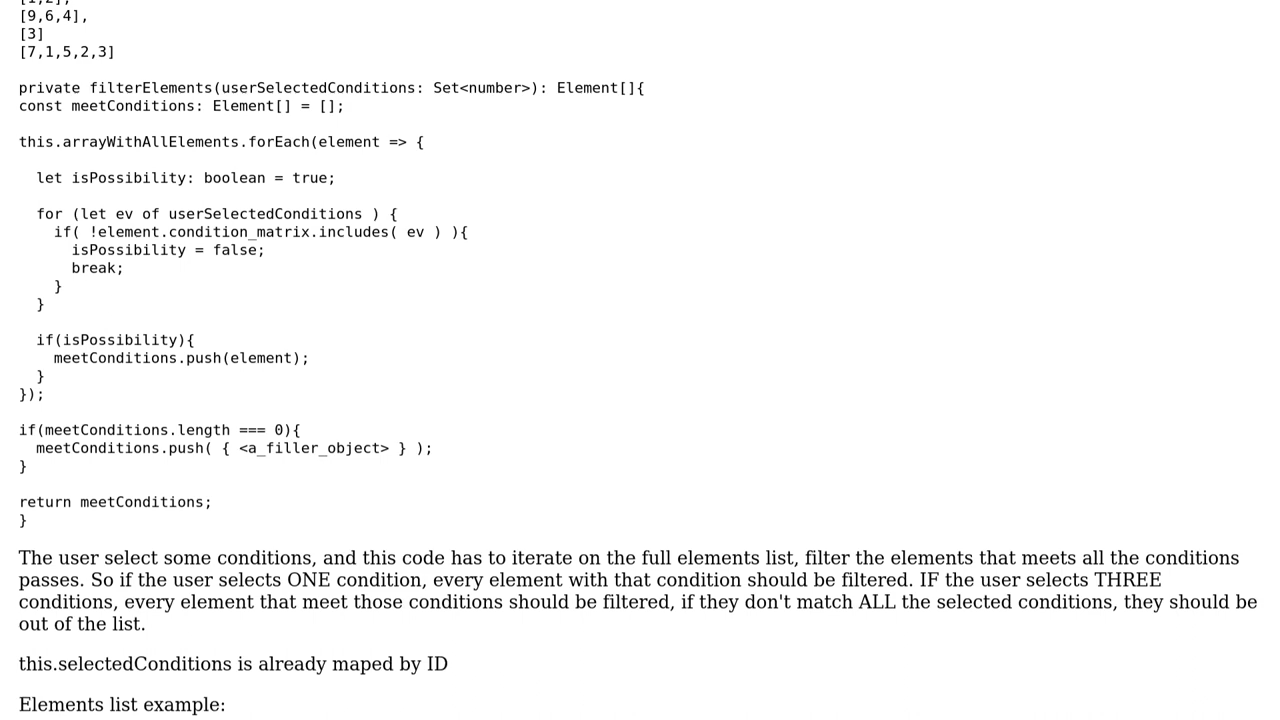 [1,2],
[9,6,4],
[3]
[7,1,5,2,3]
private filterElements(userSelectedConditions: Set<number>): Element[]{
const meetConditions: Element[] = [];
this.arrayWithAllElements.forEach(element => {
let isPossibility: boolean = true;
for (let ev of userSelectedConditions ) {
if( !element.condition_matrix.includes( ev ) ){
isPossibility = false;
break;
}
}
if(isPossibility){
meetConditions.push(element);
}
});
if(meetConditions.length === 0){
meetConditions.push( { <a_filler_object> } );
}
return meetConditions;
}
The user select some conditions, and this code has to iterate on the full elements list, filter the elements that meets all the conditions
passes. So if the user selects ONE condition, every element with that condition should be filtered. IF the user selects THREE
conditions, every element that meet those conditions should be filtered, if they don't match ALL the selected conditions, they should be
out of the list.
this.selectedConditions is already maped by ID
Elements list example: